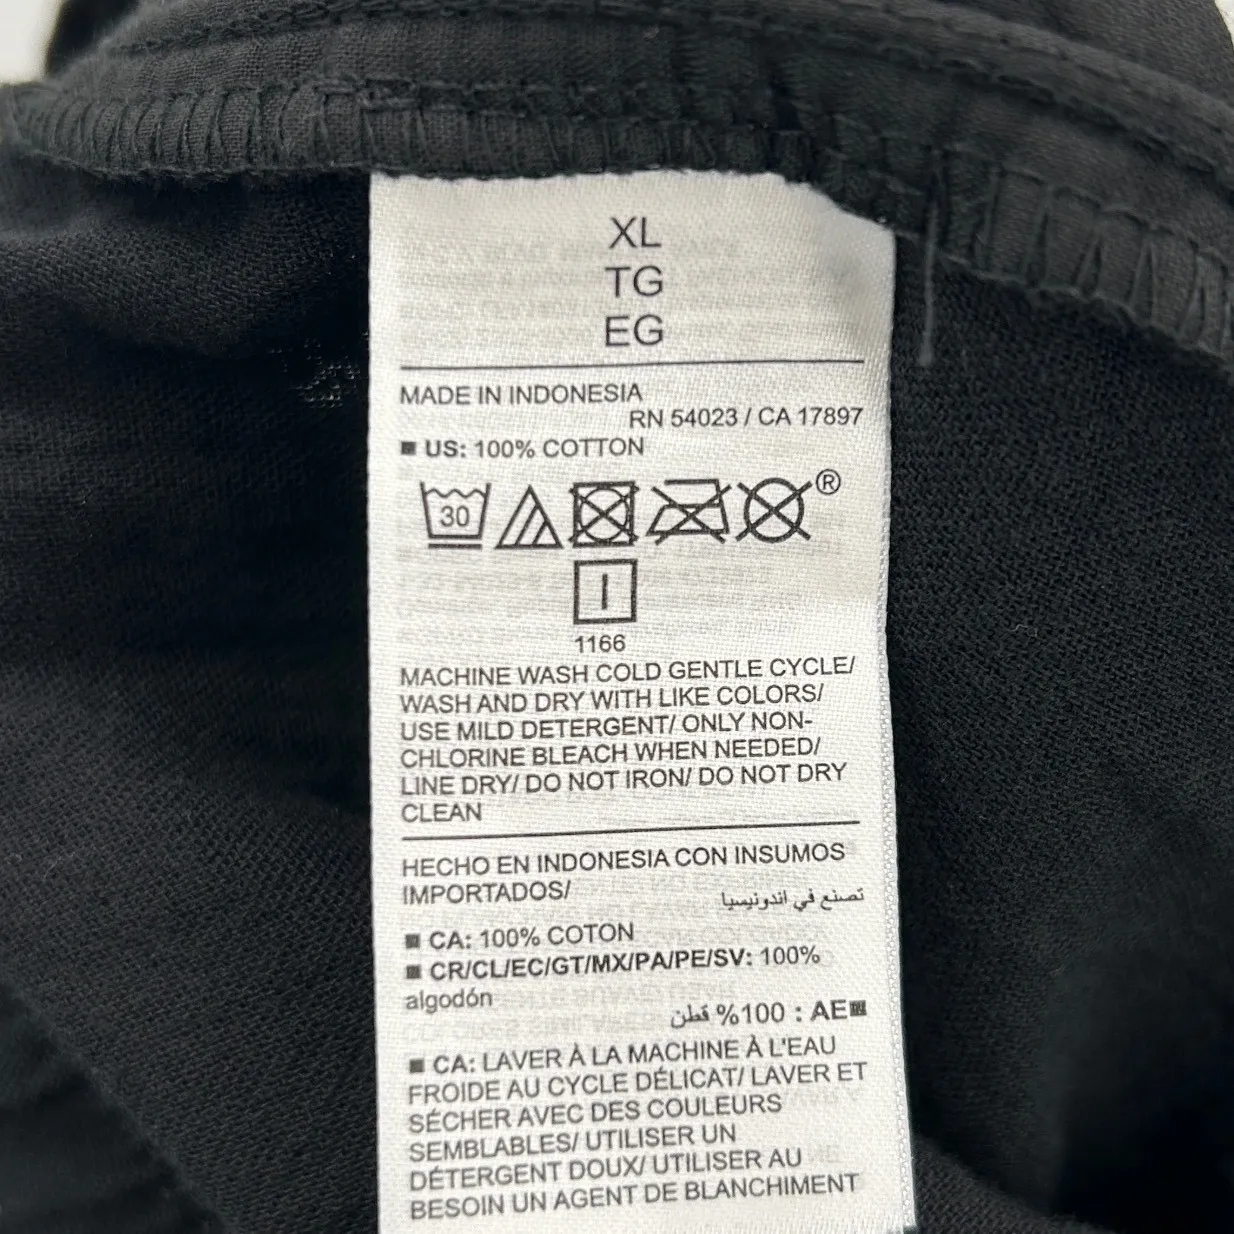 XL
TG
EG
MADE IN INDONESIA
RN 54023 / CA 17897
■ US: 100% COTTON
30
®
1166
MACHINE WASH COLD GENTLE CYCLE/
WASH AND DRY WITH LIKE COLORS/
USE MILD DETERGENT/ ONLY NON-
CHLORINE BLEACH WHEN NEEDED/
LINE DRY/ DO NOT IRON/ DO NOT DRY
CLEAN
HECHO EN INDONESIA CON INSUMOS
IMPORTADOS/
تصنع في اندونيسيا
■ CA: 100% COTON
■ CR/CL/EC/GT/MX/PA/PE/SV: 100%
algodón
■AE : 100% قطن
■ CA: LAVER À LA MACHINE À L'EAU
FROIDE AU CYCLE DÉLICAT/ LAVER ET
SÉCHER AVEC DES COULEURS
SEMBLABLES/ UTILISER UN
DÉTERGENT DOUX/ UTILISER AU
BESOIN UN AGENT DE BLANCHIMENT